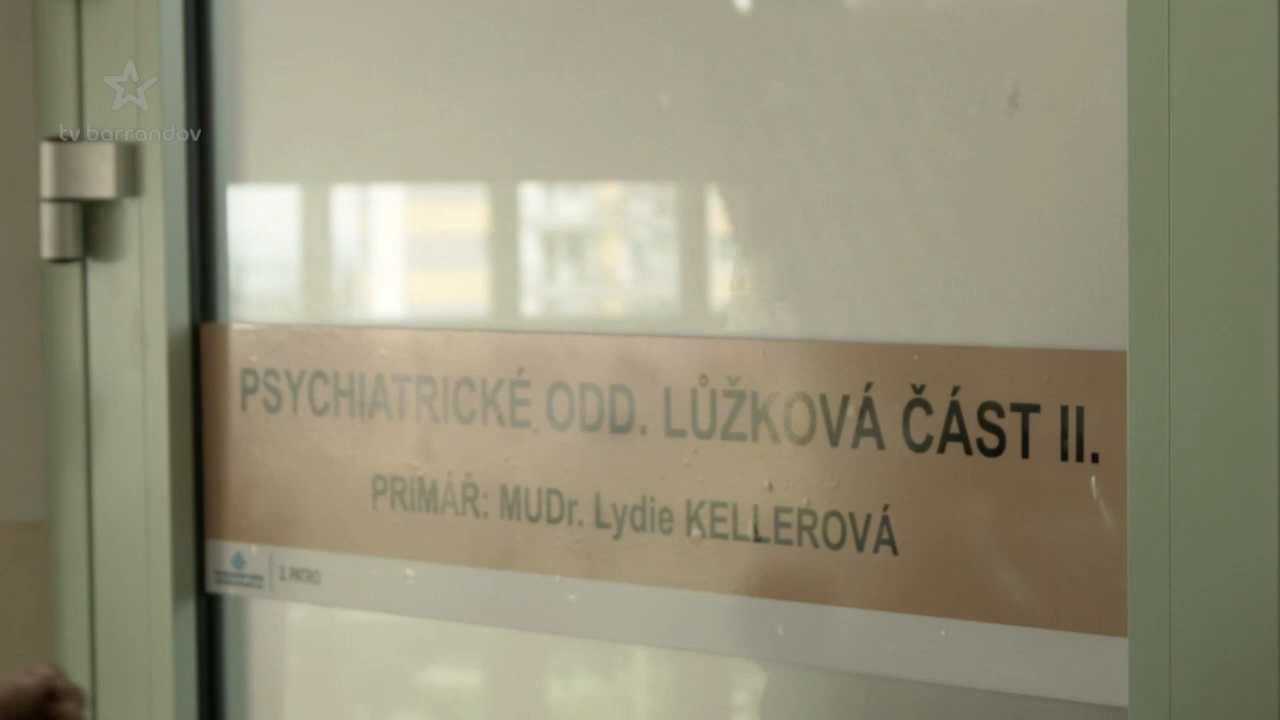 tv barrandov
PSYCHIATRICKÉ ODD. LŮŽKOVÁ ČÁST II.
PRIMÁŘ: MUDr. Lydie KELLEROVÁ
2. PATRO